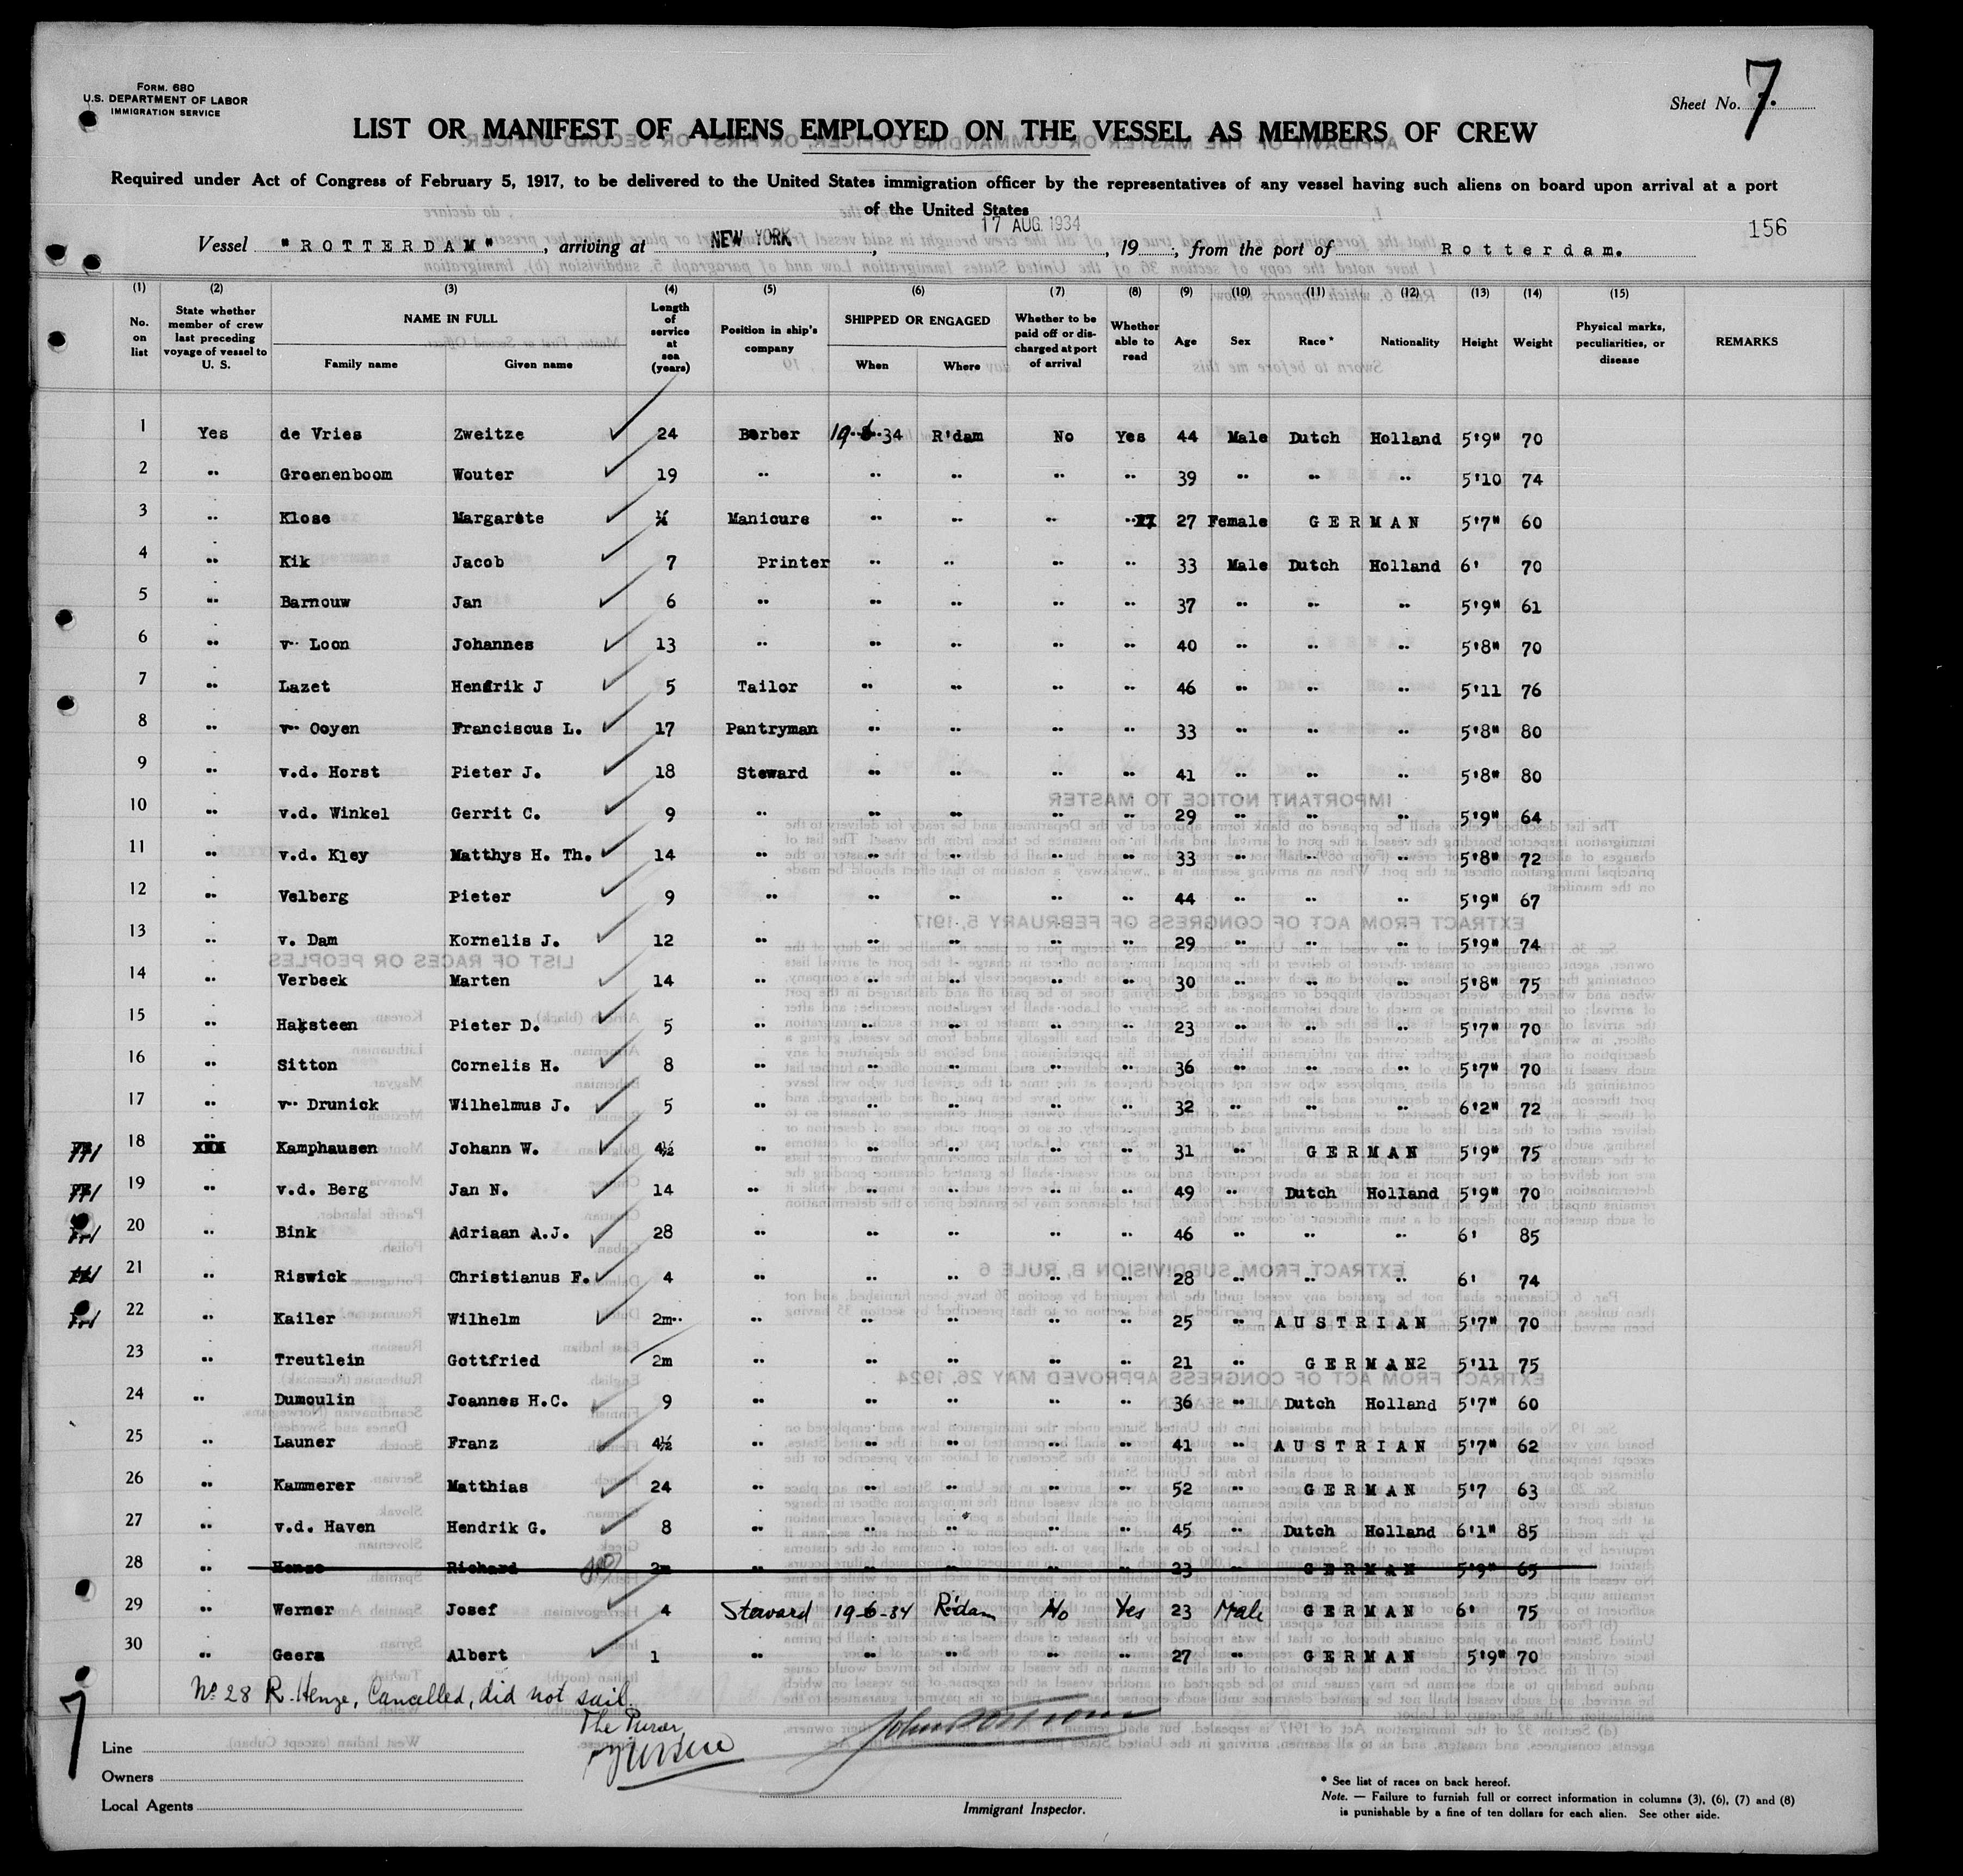 FORM. 680
U.S. DEPARTMENT OF LABOR
IMMIGRATION SERVICE
Sheet No. 7.
LIST OR MANIFEST OF ALIENS EMPLOYED ON THE VESSEL AS MEMBERS OF CREW
Required under Act of Congress of February 5, 1917, to be delivered to the United States immigration officer by the representatives of any vessel having such aliens on board upon arrival at a port
of the United States
17 AUG. 1934
156
Vessel "ROTTERDAM", arriving at NEW YORK, , 19 , from the port of Rotterdam.
(1) (2) (3) (4) (5) (6) (7) (8) (9) (10) (11) (12) (13) (14) (15)
No. on list State whether member of crew last preceding voyage of vessel to U. S. NAME IN FULL Family name Given name Length of service at sea (years) Position in ship's company SHIPPED OR ENGAGED When Where Whether to be paid off or discharged at port of arrival Whether able to read Age Sex Race* Nationality Height Weight Physical marks, peculiarities, or disease REMARKS
1 Yes de Vries Zweitze 24 Barber 19-6-34 R'dam No Yes 44 Male Dutch Holland 5'9" 70
2 " Groenenboom Wouter 19 " " " " " 39 " " " 5'10 74
3 " Klose Margarete ¼ Manicure " " " " 27 Female GERMAN 5'7" 60
4 " Kik Jacob 7 Printer " " " " 33 Male Dutch Holland 6' 70
5 " Barnouw Jan 6 " " " " " 37 " " " 5'9" 61
6 " v" Loon Johannes 13 " " " " " 40 " " " 5'8" 70
7 " Lazet Hendrik J 5 Tailor " " " " 46 " " " 5'11 76
8 " v" Ooyen Franciscus L. 17 Pantryman " " " " 33 " " " 5'8" 80
9 " v.d. Horst Pieter J. 18 Steward " " " " 41 " " " 5'8" 80
10 " v.d. Winkel Gerrit C. 9 " " " " " 29 " " " 5'9" 64
11 " v.d. Kley Matthys H. Th. 14 " " " " " 33 " " " 5'8" 72
12 " Velberg Pieter 9 " " " " " 44 " " " 5'9" 67
13 " v. Dam Kornelis J. 12 " " " " " 29 " " " 5'9" 74
14 " Verbeek Marten 14 " " " " " 30 " " " 5'8" 75
15 " Haksteen Pieter D. 5 " " " " " 23 " " " 5'7" 70
16 " Sitton Cornelis H. 8 " " " " " 36 " " " 5'7" 70
17 " v" Drunick Wilhelmus J. 5 " " " " " 32 " " " 6'2" 72
18 " Kamphausen Johann W. 4½ " " " " " 31 " GERMAN 5'9" 75
19 " v.d. Berg Jan N. 14 " " " " " 49 " Dutch Holland 5'9" 70
20 " Bink Adriaan A.J. 28 " " " " " 46 " " " 6' 85
21 " Riswick Christianus F. 4 " " " " " 28 " " " 6' 74
22 " Kailer Wilhelm 2m " " " " " 25 " AUSTRIAN 5'7" 70
23 " Treutlein Gottfried 2m " " " " " 21 " GERMAN2 5'11 75
24 " Dumoulin Joannes H.C. 9 " " " " " 36 " Dutch Holland 5'7" 60
25 " Launer Franz 4½ " " " " " 41 " AUSTRIAN 5'7" 62
26 " Kammerer Matthias 24 " " " " " 52 " GERMAN 5'7 63
27 " v.d. Haven Hendrik G. 8 " " " " " 45 " Dutch Holland 6'1" 85
28 " Henze Richard 2m " " " " " 23 " GERMAN 5'9" 65
29 " Werner Josef 4 Steward 19-6-34 R'dam No Yes 23 Male GERMAN 6' 75
30 " Geers Albert 1 " " " " " 27 " GERMAN 5'9" 70
No 28 R. Henze, Cancelled, did not sail.
The Purser,
7
Line
Owners
Local Agents
Immigrant Inspector.
* See list of races on back hereof.
Note. — Failure to furnish full or correct information in columns (3), (6), (7) and (8)
is punishable by a fine of ten dollars for each alien. See other side.